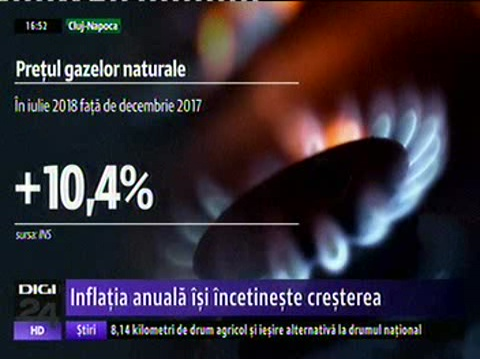 16:52 Cluj-Napoca
Prețul gazelor naturale
În iulie 2018 față de decembrie 2017
+10,4%
sursa: INS
DIGI
24
Inflația anuală își încetinește creșterea
HD Știri 8,14 kilometri de drum agricol și ieșire alternativă la drumul național